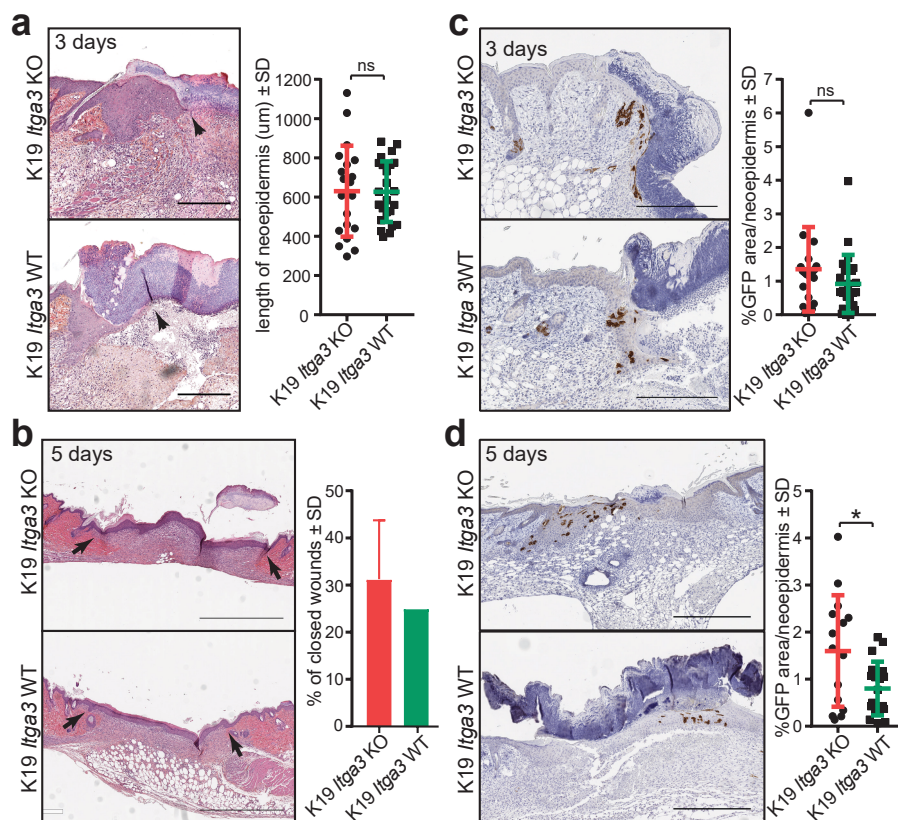 a
3 days
K19 Itga3 KO
K19 Itga3 WT
length of neoepidermis (um) ± SD
1200
1000
800
600
400
200
0
ns
K19 Itga3 KO
K19 Itga3 WT
c
3 days
K19 Itga3 KO
K19 Itga 3WT
%GFP area/neoepidermis ± SD
7
6
5
4
3
2
1
0
ns
K19 Itga3 KO
K19 Itga3 WT
b
5 days
K19 Itga3 KO
K19 Itga3 WT
% of closed wounds ± SD
50
40
30
20
10
0
K19 Itga3 KO
K19 Itga3 WT
d
5 days
K19 Itga3 KO
K19 Itga3 WT
%GFP area/neoepidermis ± SD
5
4
3
2
1
0
*
K19 Itga3 KO
K19 Itga3 WT